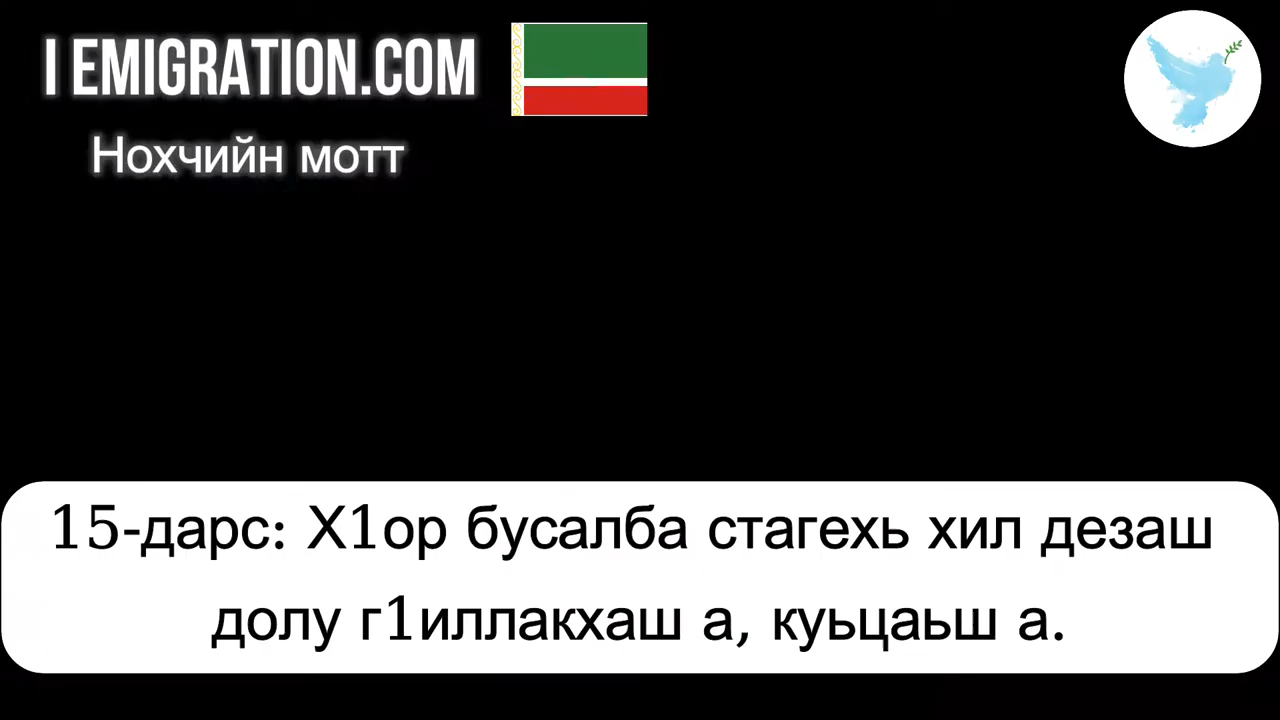 I EMIGRATION.COM
Нохчийн мотт
15-дарс: Х1ор бусалба стагехь хил дезаш
долу г1иллакхаш а, куьцаьш а.